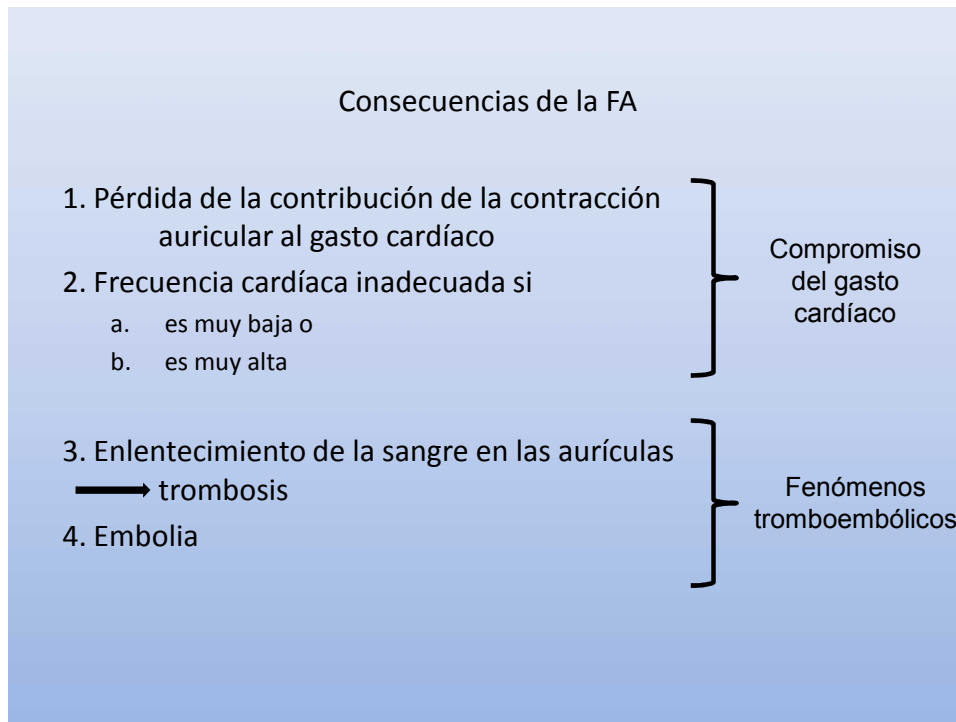 Consecuencias de la FA
1. Pérdida de la contribución de la contracción
auricular al gasto cardíaco
2. Frecuencia cardíaca inadecuada si
a. es muy baja o
b. es muy alta
Compromiso
del gasto
cardíaco
3. Enlentecimiento de la sangre en las aurículas
trombosis
4. Embolia
Fenómenos
tromboembólicos